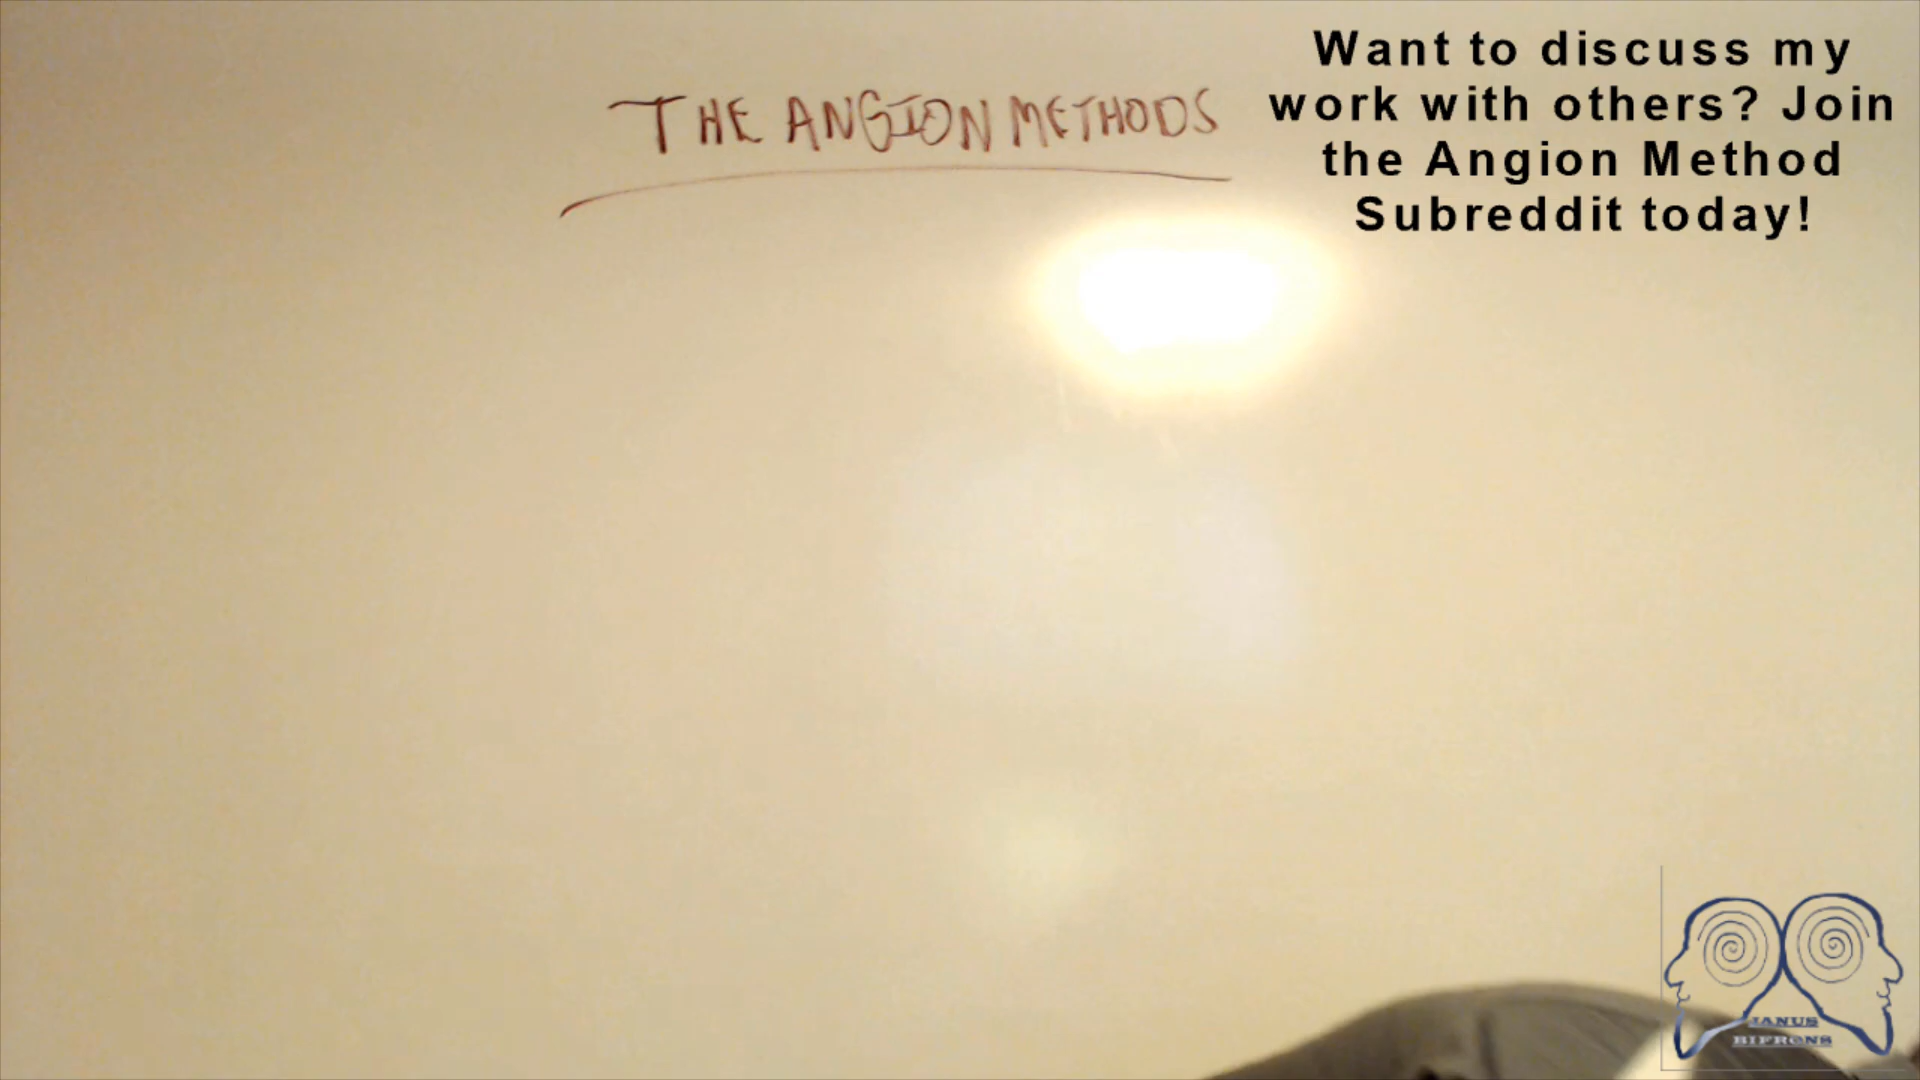 THE ANGION METHODS
Want to discuss my
work with others? Join
the Angion Method
Subreddit today!
JANUS
BIFRONS